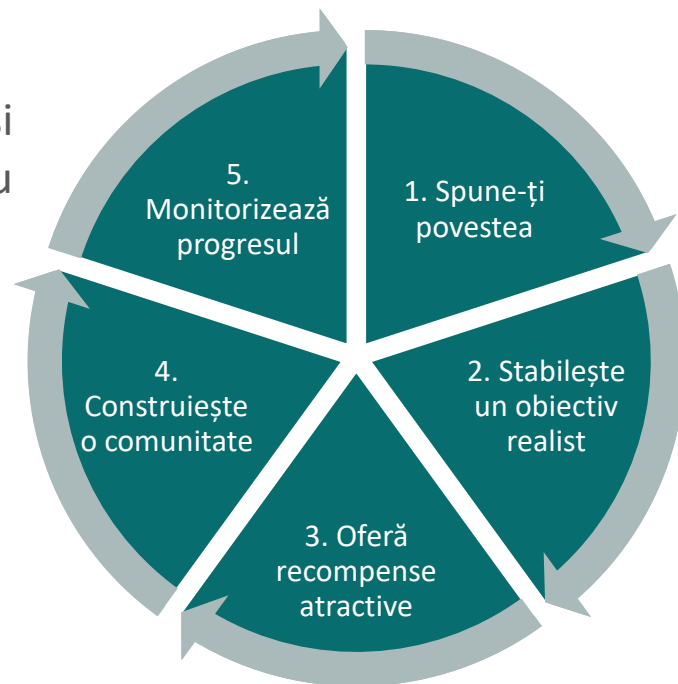 și
u
1. Spune-ți
povestea
2. Stabilește
un obiectiv
realist
3. Oferă
recompense
atractive
4.
Construiește
o comunitate
5.
Monitorizează
progresul